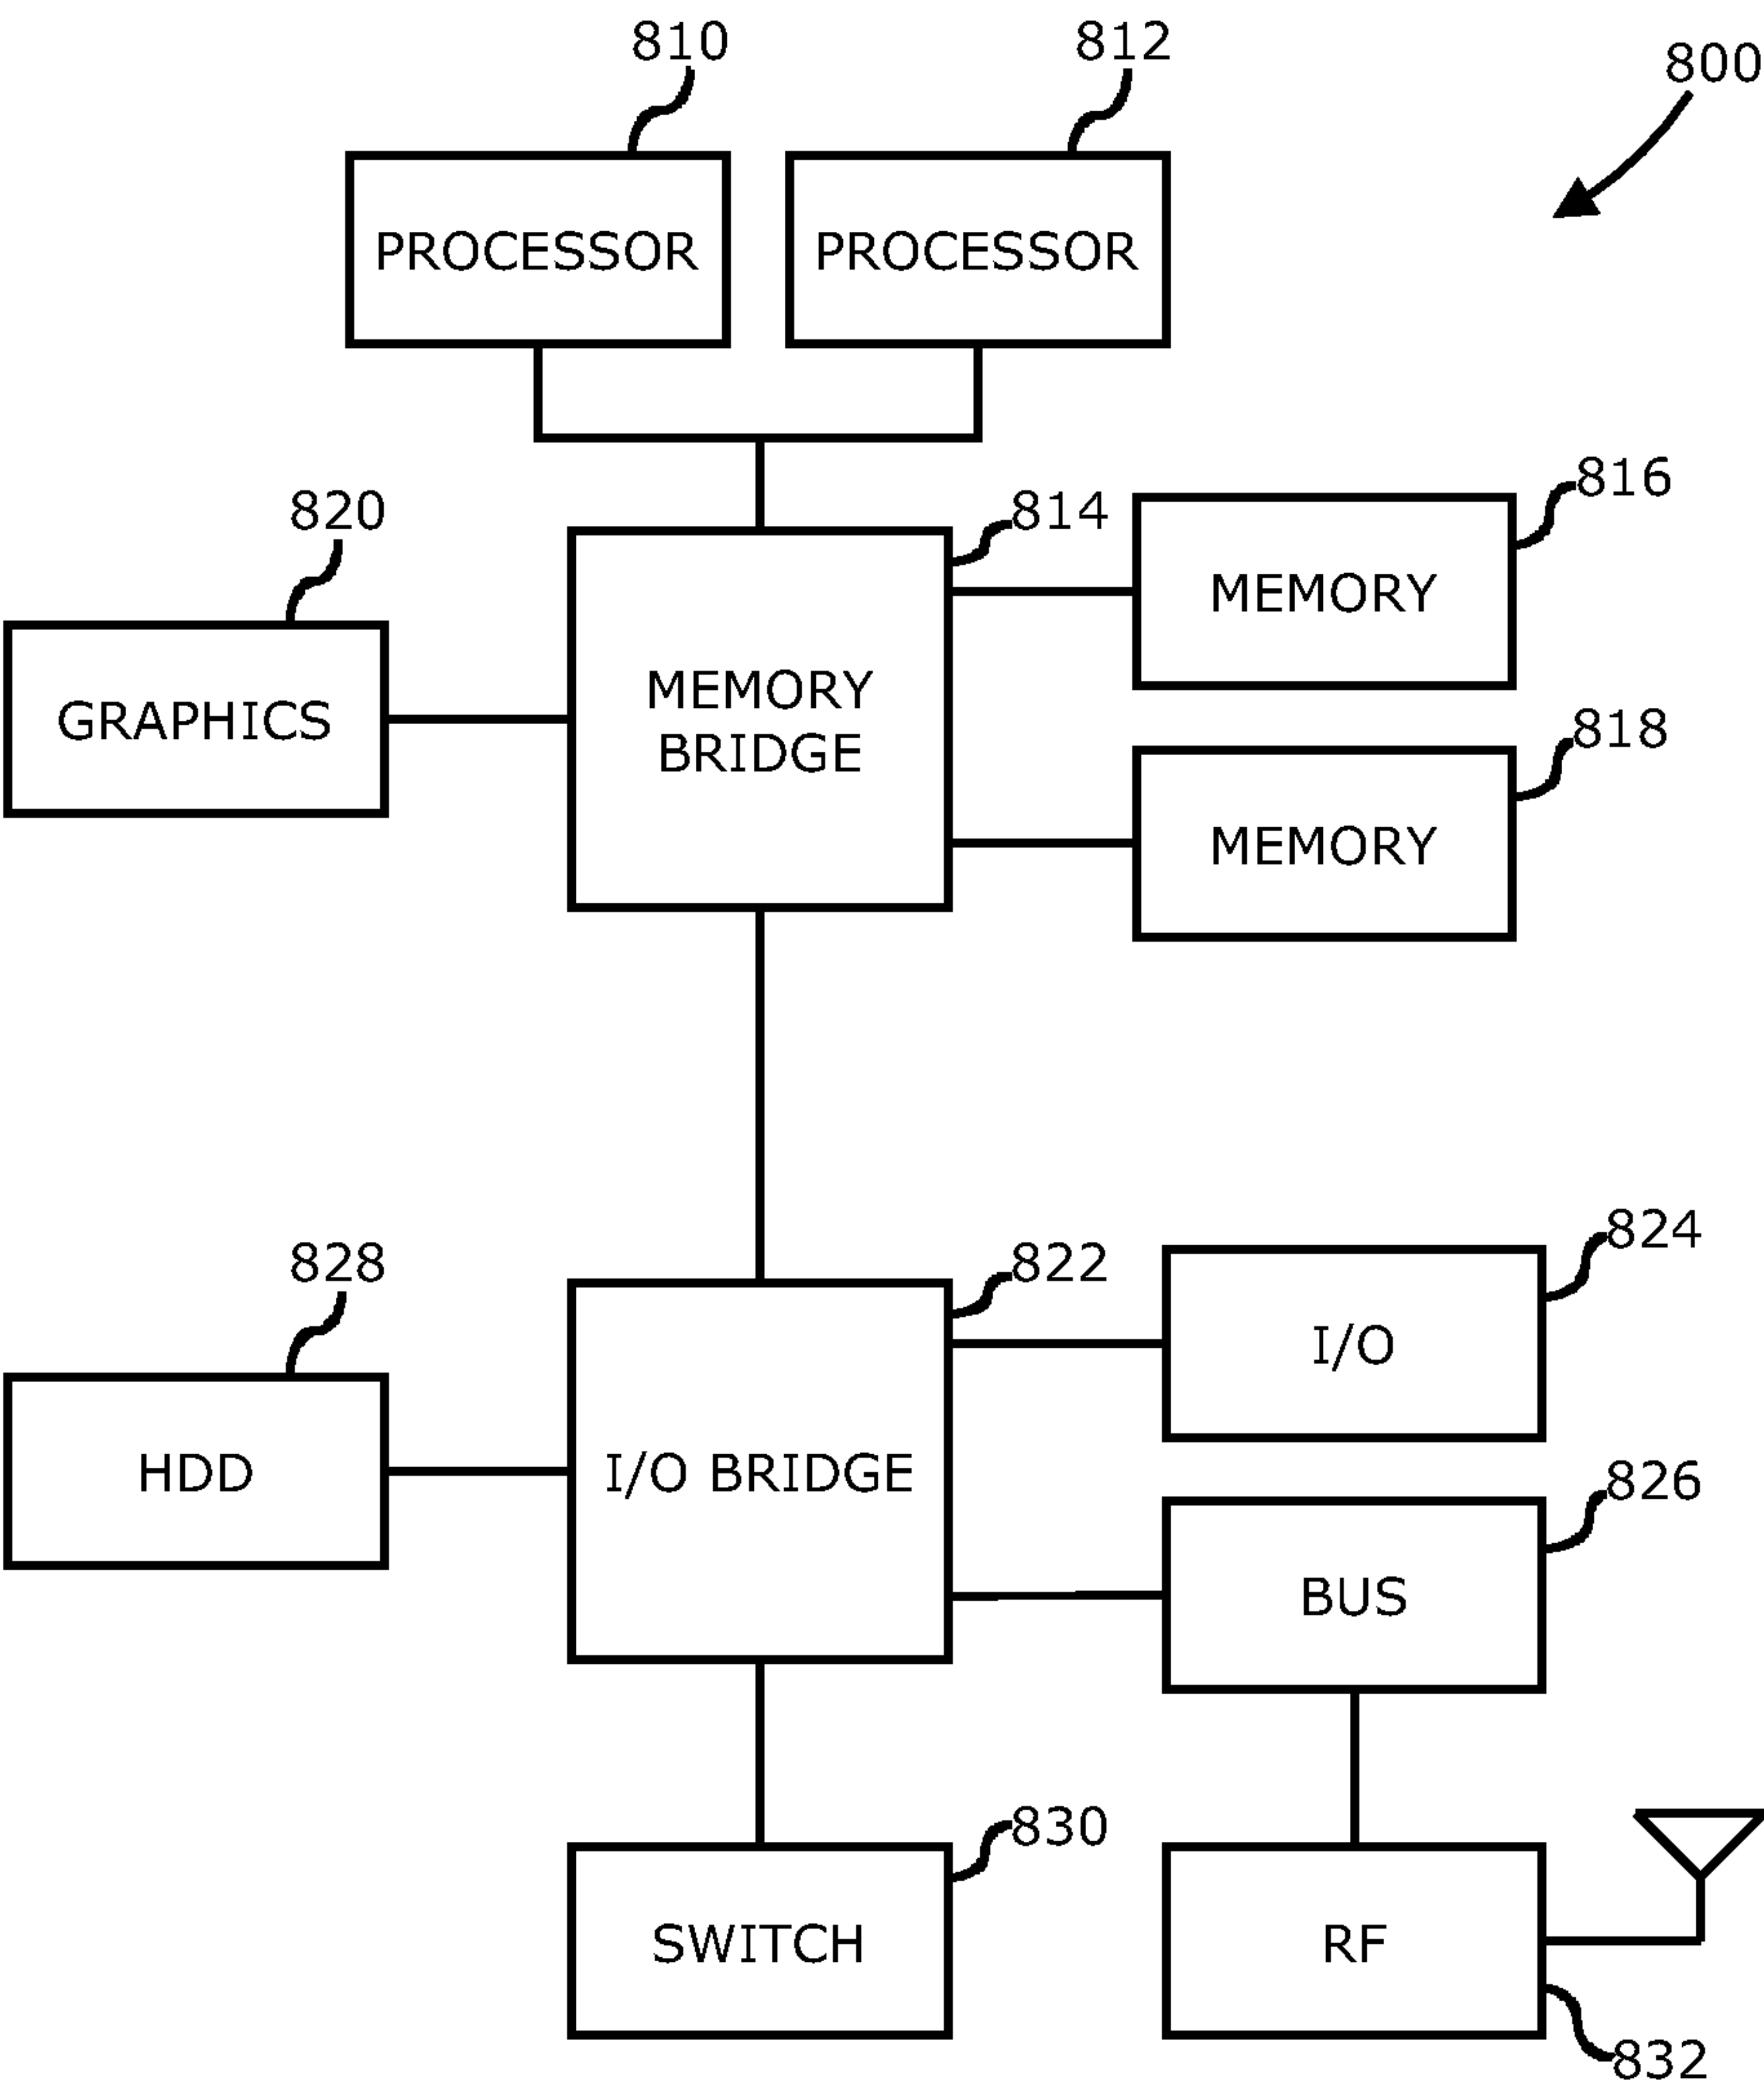 810
812
800
PROCESSOR
PROCESSOR
820
814
816
MEMORY
GRAPHICS
MEMORY
BRIDGE
818
MEMORY
828
822
824
I/O
HDD
I/O BRIDGE
826
BUS
830
SWITCH
RF
832